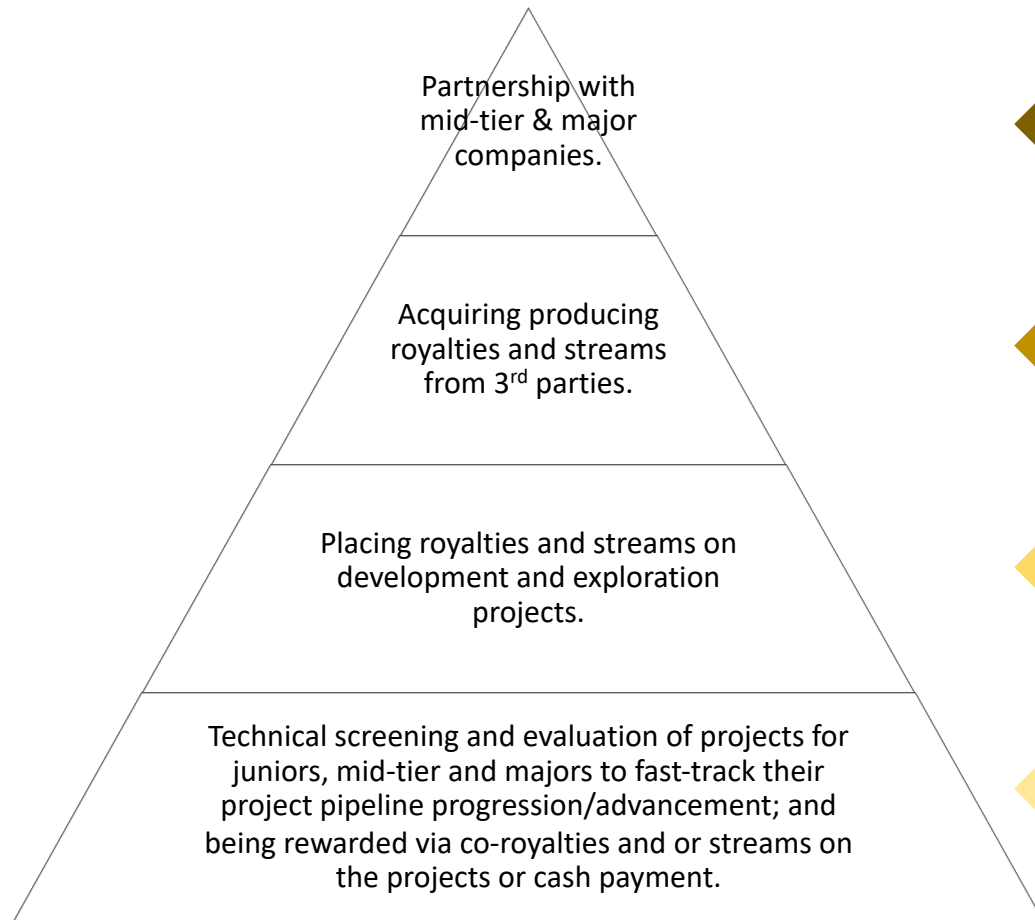 Partnership with
mid-tier & major
companies.
Acquiring producing
royalties and streams
from 3rd parties.
Placing royalties and streams on
development and exploration
projects.
Technical screening and evaluation of projects for
juniors, mid-tier and majors to fast-track their
project pipeline progression/advancement; and
being rewarded via co-royalties and or streams on
the projects or cash payment.